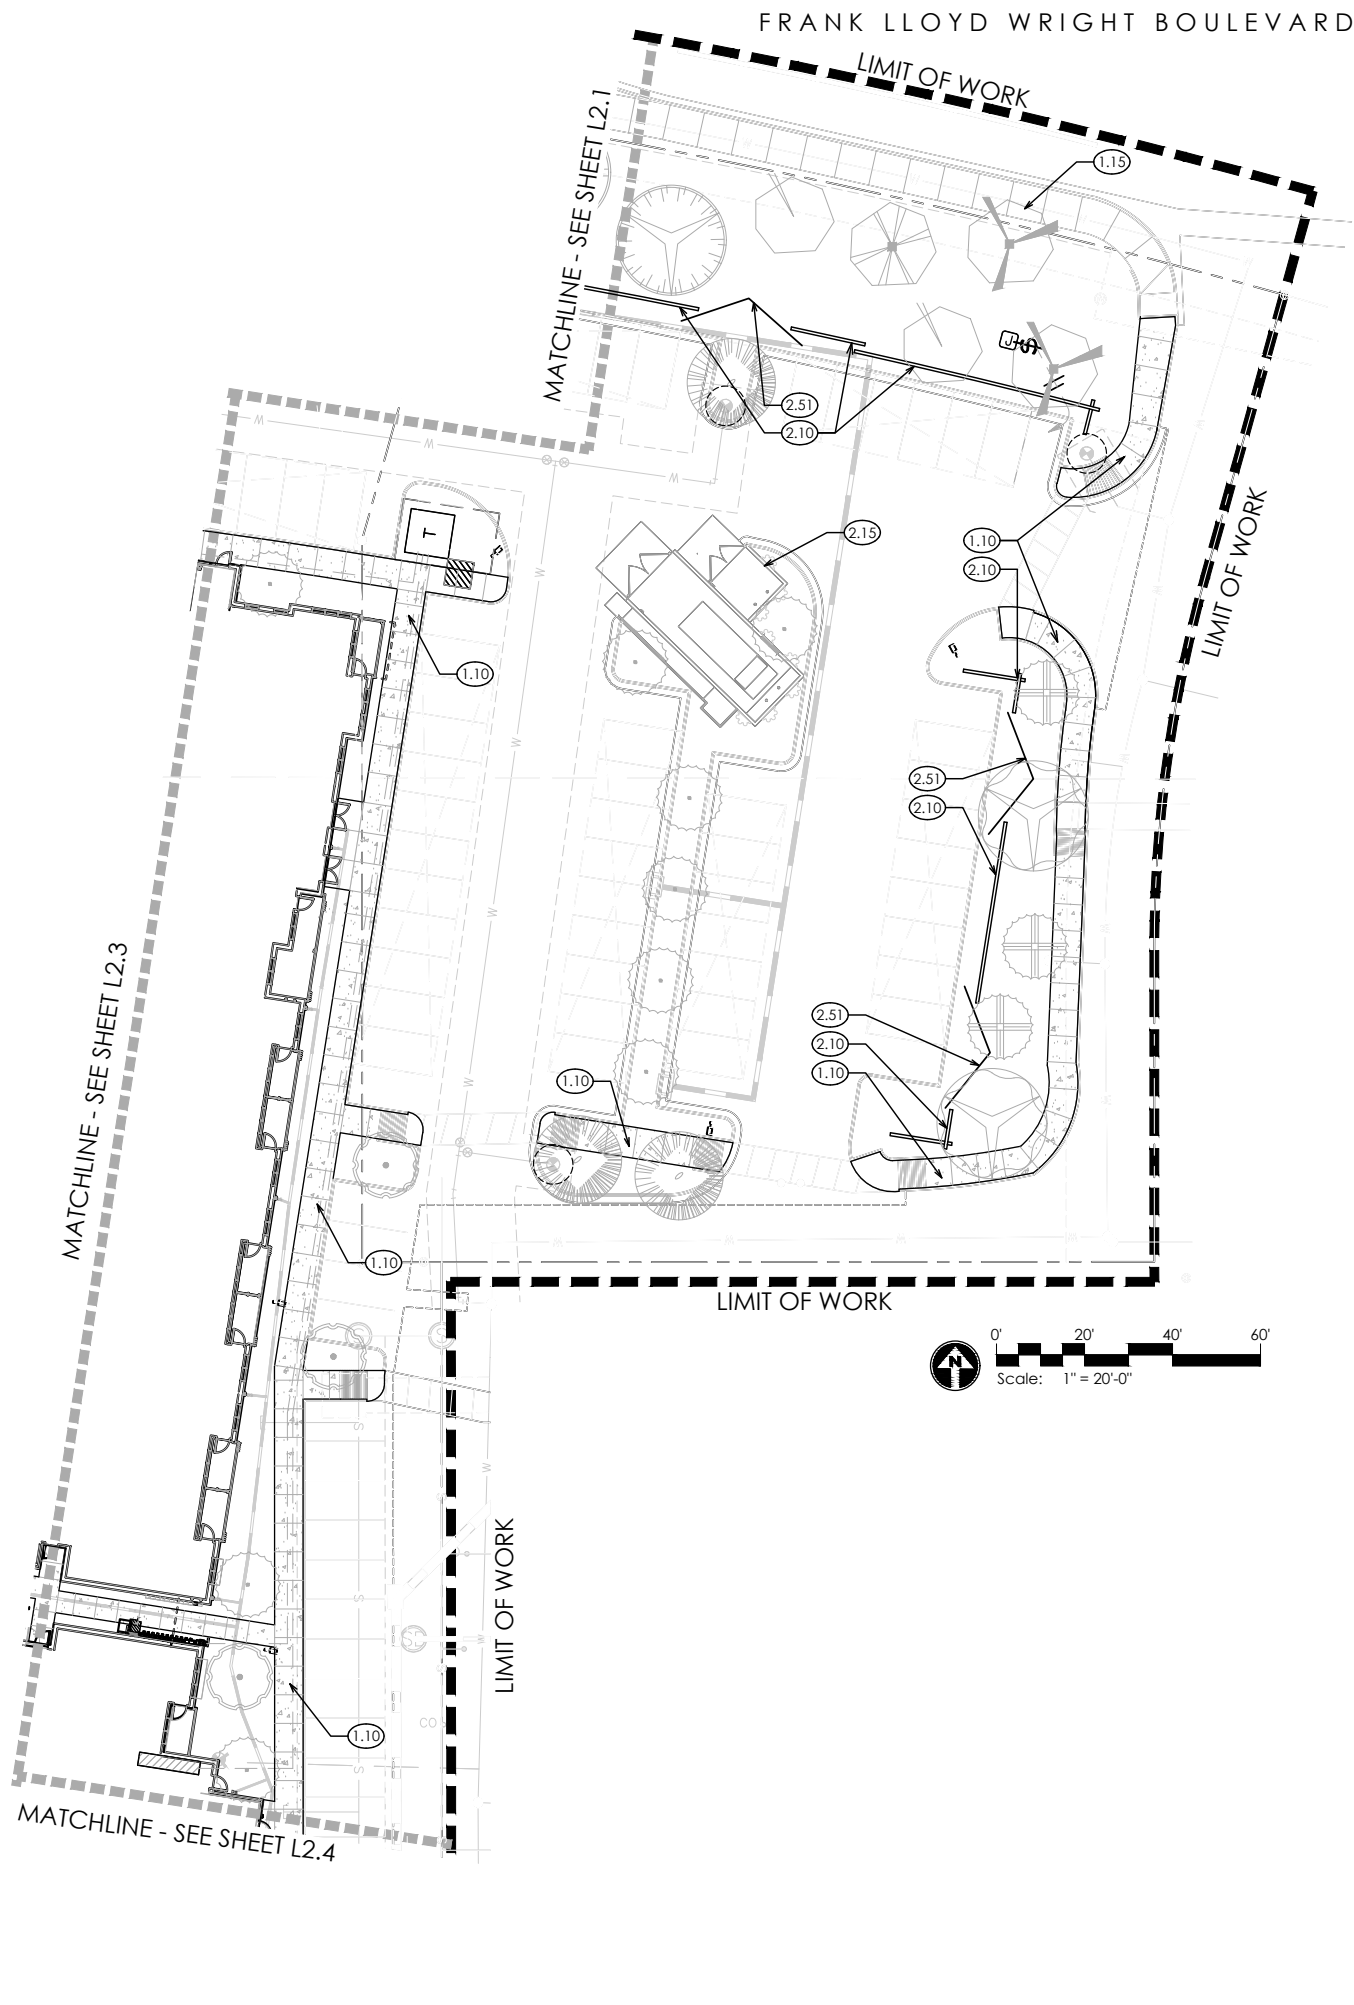 FRANK LLOYD WRIGHT BOULEVARD
LIMIT OF WORK
MATCHLINE - SEE SHEET L2.1
1.15
J
S
2.51
2.10
W
W
T
2.15
1.10
2.10
LIMIT OF WORK
W
1.10
W
2.51
2.10
W
MATCHLINE - SEE SHEET L2.3
2.51
2.10
1.10
1.10
W
W
W
W
W
1.10
LIMIT OF WORK
0' 20' 40' 60'
N
Scale: 1" = 20'-0"
S
W
LIMIT OF WORK
S
W
CO
1.10
S
MATCHLINE - SEE SHEET L2.4